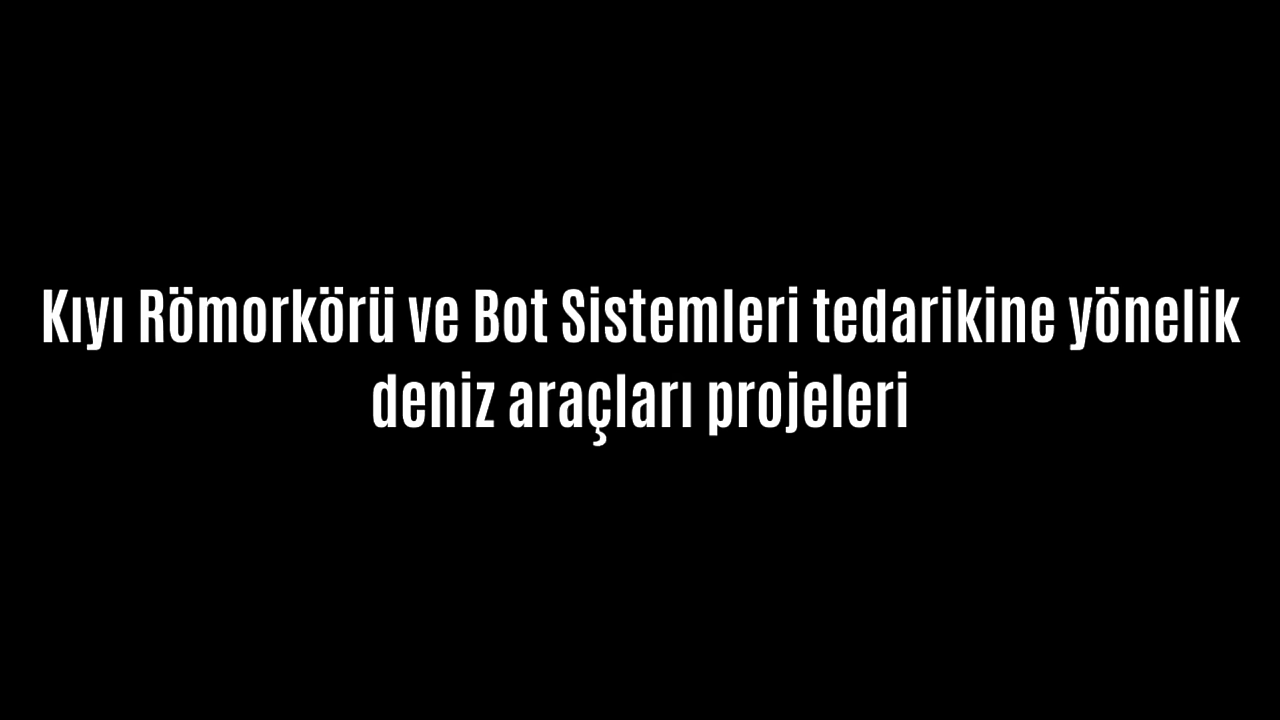 Kıyı Römorkörü ve Bot Sistemleri tedarikine yönelik
deniz araçları projeleri